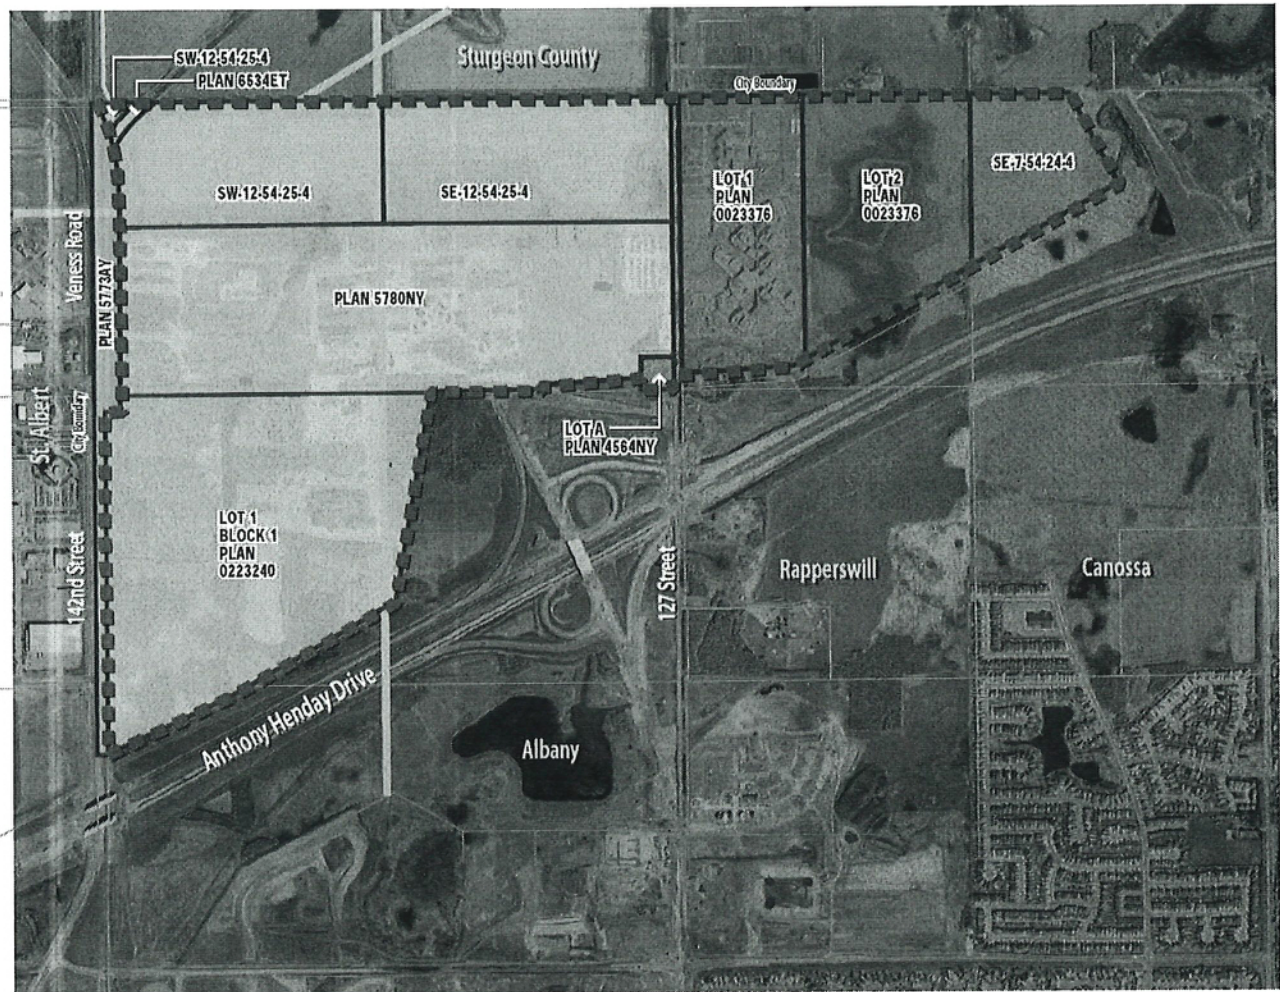 Sturgeon County
SW-12-54-25-4
PLAN 6634ET
City Boundary
SW-12-54-25-4
SE-12-54-25-4
LOT 1
PLAN
0023376
LOT 2
PLAN
0023376
SE-7-54-24-4
Veness Road
PLAN 5773AY
PLAN 5780NY
St. Albert
City Boundary
LOT A
PLAN 4564NY
LOT 1
BLOCK 1
PLAN
0223240
142nd Street
127 Street
Rapperswill
Canossa
Anthony Henday Drive
Albany